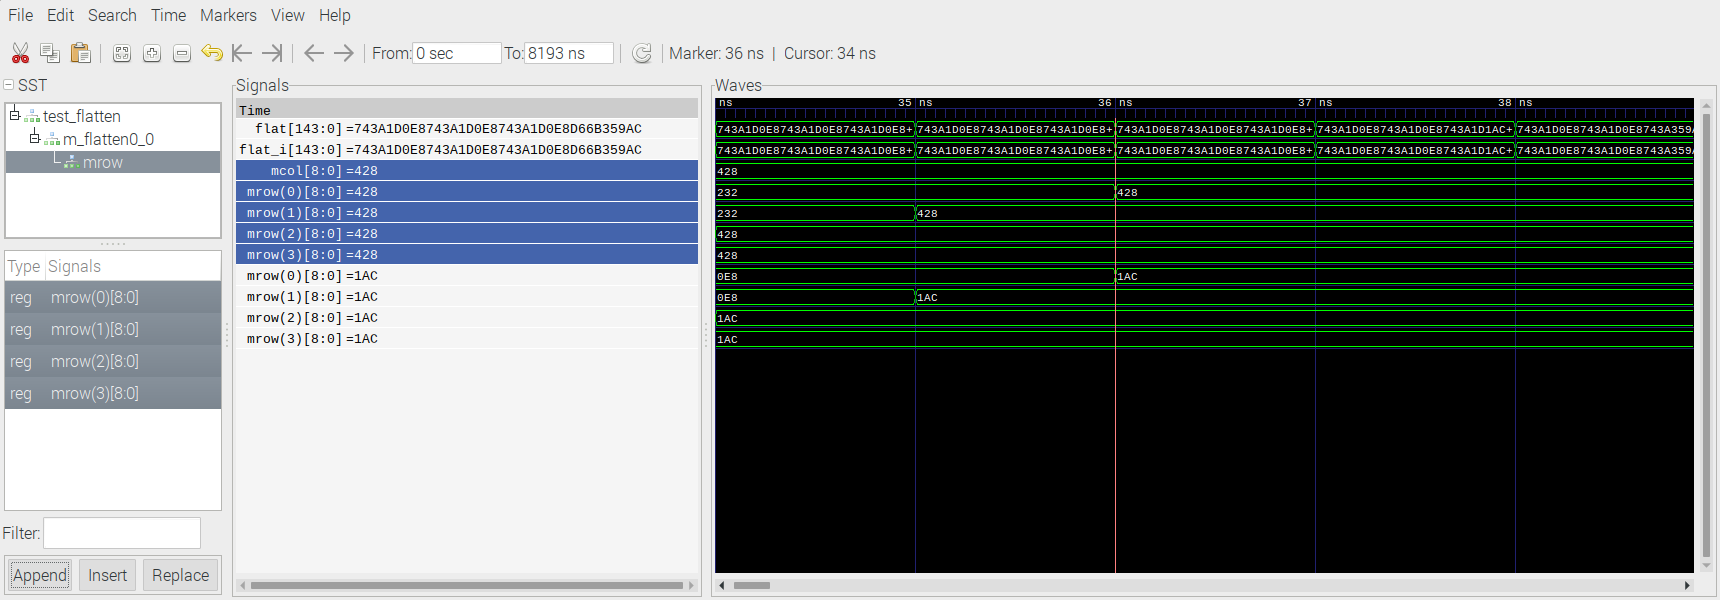 File Edit Search Time Markers View Help
From: 0 sec To: 8193 ns Marker: 36 ns | Cursor: 34 ns
SST
test_flatten
m_flatten0_0
mrow
Type Signals
reg mrow(0)[8:0]
reg mrow(1)[8:0]
reg mrow(2)[8:0]
reg mrow(3)[8:0]
Filter:
Append Insert Replace
Signals
Time
flat[143:0] =743A1D0E8743A1D0E8743A1D0E8D66B359AC
flat_i[143:0] =743A1D0E8743A1D0E8743A1D0E8D66B359AC
mcol[8:0] =428
mrow(0)[8:0] =428
mrow(1)[8:0] =428
mrow(2)[8:0] =428
mrow(3)[8:0] =428
mrow(0)[8:0] =1AC
mrow(1)[8:0] =1AC
mrow(2)[8:0] =1AC
mrow(3)[8:0] =1AC
Waves
ns 35 ns 36 ns 37 ns 38 ns
743A1D0E8743A1D0E8743A1D0E8+ 743A1D0E8743A1D0E8743A1D0E8+ 743A1D0E8743A1D0E8743A1D0E8+ 743A1D0E8743A1D0E8743A1D1AC+ 743A1D0E8743A1D0E8743A359A
743A1D0E8743A1D0E8743A1D0E8+ 743A1D0E8743A1D0E8743A1D0E8+ 743A1D0E8743A1D0E8743A1D0E8+ 743A1D0E8743A1D0E8743A1D1AC+ 743A1D0E8743A1D0E8743A359A
428
232 428
232 428
428
428
0E8 1AC
0E8 1AC
1AC
1AC